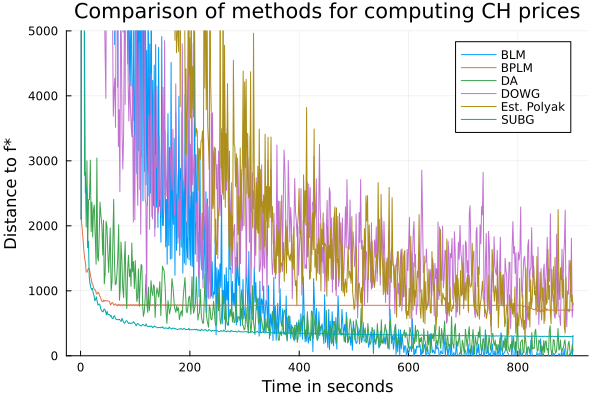 Comparison of methods for computing CH prices
Distance to f*
5000
4000
3000
2000
1000
0
BLM
BPLM
DA
DOWG
Est. Polyak
SUBG
0 200 400 600 800
Time in seconds